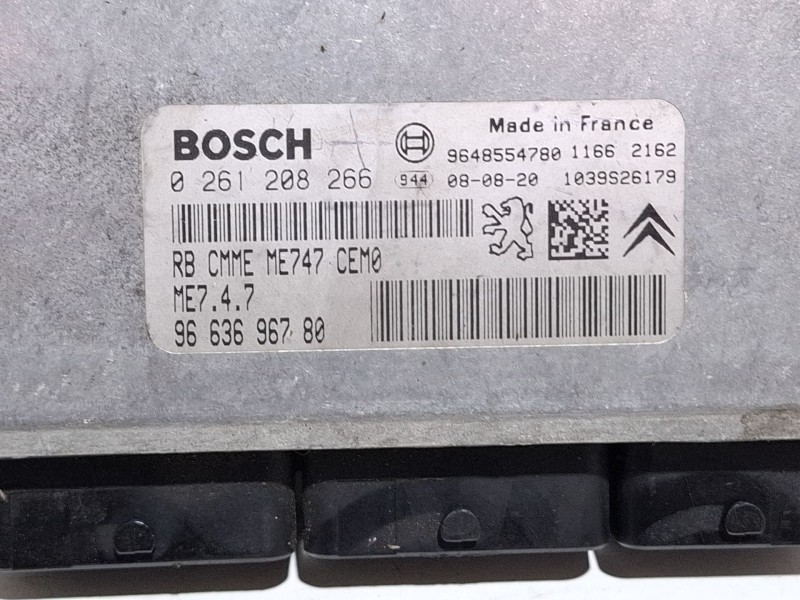 BOSCH
Made in France
9648554780 1166 2162
0 261 208 266
944 08-08-20 1039S26179
RB CMME ME747 CEM0
ME7.4.7
96 636 967 80